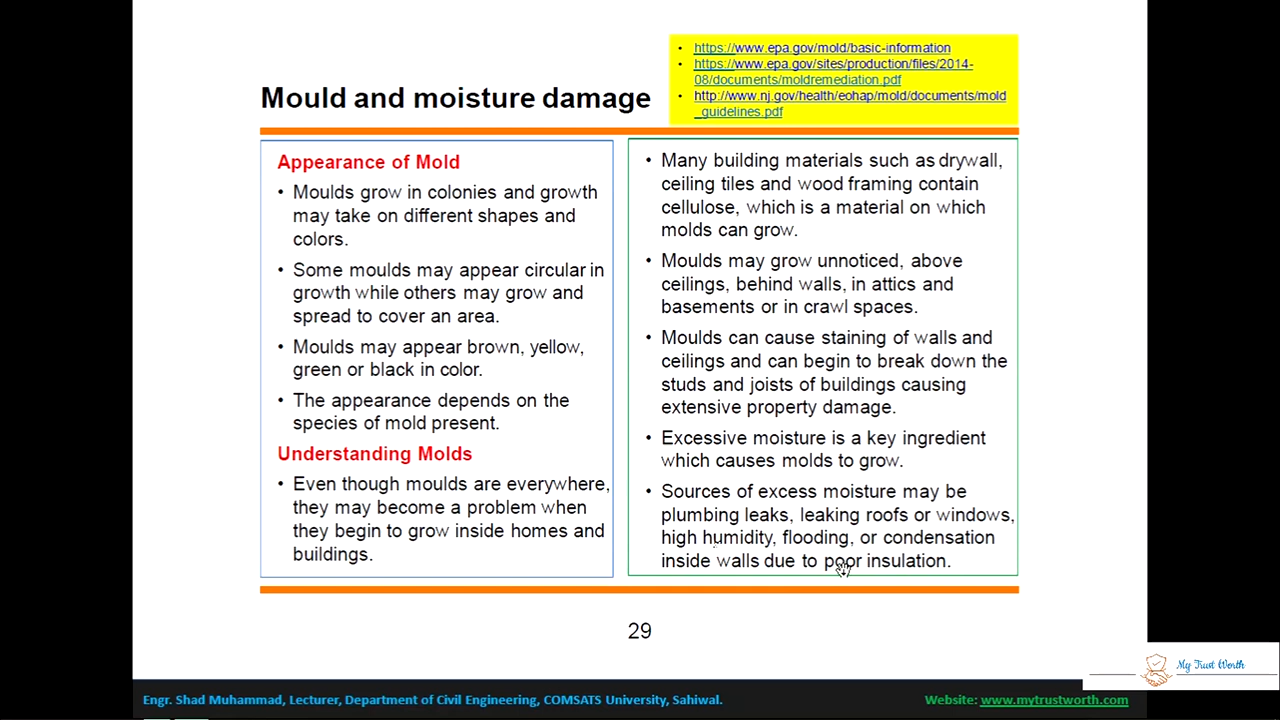 Mould and moisture damage
• https://www.epa.gov/mold/basic-information
• https://www.epa.gov/sites/production/files/2014-
08/documents/moldremediation.pdf
• http://www.nj.gov/health/eohap/mold/documents/mold
_guidelines.pdf
Appearance of Mold
• Moulds grow in colonies and growth
may take on different shapes and
colors.
• Some moulds may appear circular in
growth while others may grow and
spread to cover an area.
• Moulds may appear brown, yellow,
green or black in color.
• The appearance depends on the
species of mold present.
Understanding Molds
• Even though moulds are everywhere,
they may become a problem when
they begin to grow inside homes and
buildings.
• Many building materials such as drywall,
ceiling tiles and wood framing contain
cellulose, which is a material on which
molds can grow.
• Moulds may grow unnoticed, above
ceilings, behind walls, in attics and
basements or in crawl spaces.
• Moulds can cause staining of walls and
ceilings and can begin to break down the
studs and joists of buildings causing
extensive property damage.
• Excessive moisture is a key ingredient
which causes molds to grow.
• Sources of excess moisture may be
plumbing leaks, leaking roofs or windows,
high humidity, flooding, or condensation
inside walls due to poor insulation.
29
My Trust Worth
Engr. Shad Muhammad, Lecturer, Department of Civil Engineering, COMSATS University, Sahiwal.
Website: www.mytrustworth.com